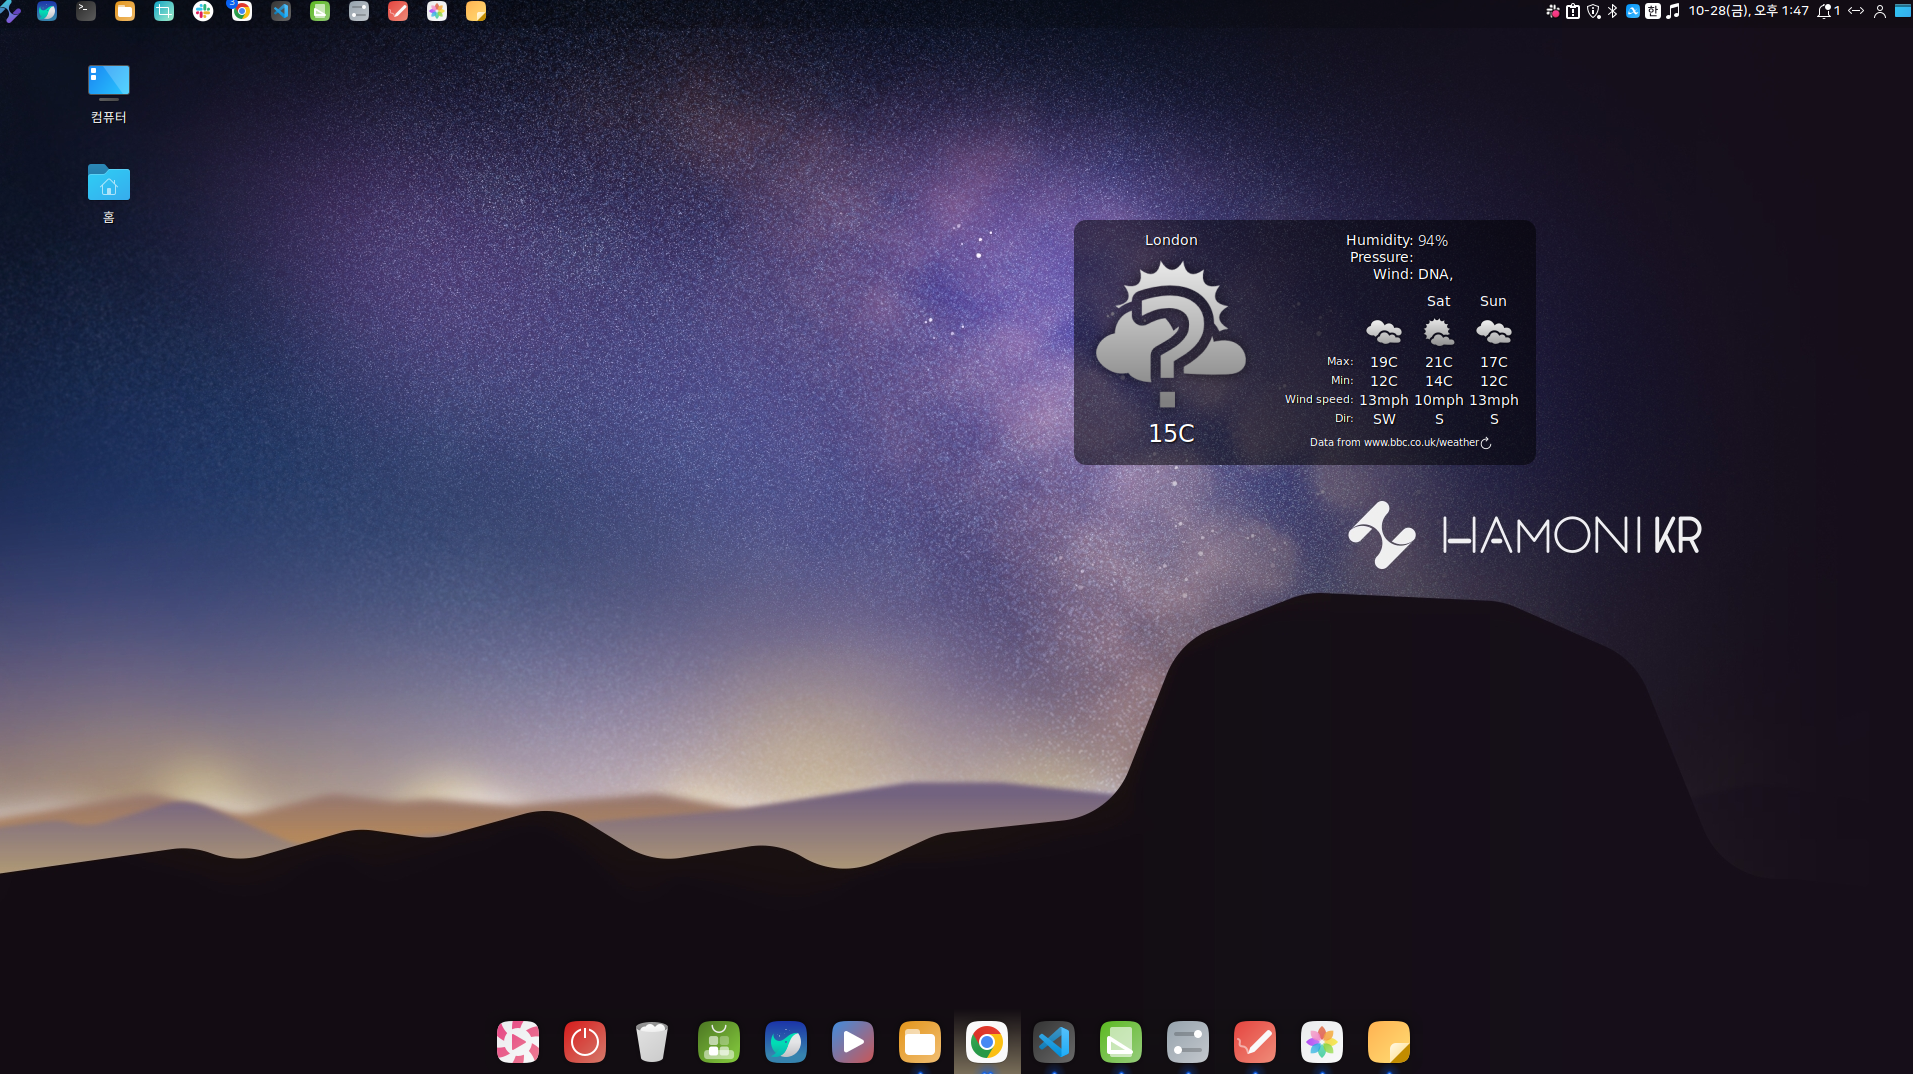 3
10-28(금), 오후 1:47
1
한
컴퓨터
홈
London
15C
Humidity: 94%
Pressure:
Wind: DNA,
Sat Sun
Max: 19C 21C 17C
Min: 12C 14C 12C
Wind speed: 13mph 10mph 13mph
Dir: SW S S
Data from www.bbc.co.uk/weather
HAMONIKR